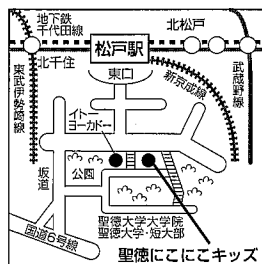 地下鉄
千代田線
北松戸
松戸駅
北千住
東口
新京成線
武蔵野線
東武伊勢崎線
イトー
ヨーカドー
坂道
公園
聖徳大学大学院
聖徳大学・短大部
国道6号線
聖徳にこにこキッズ